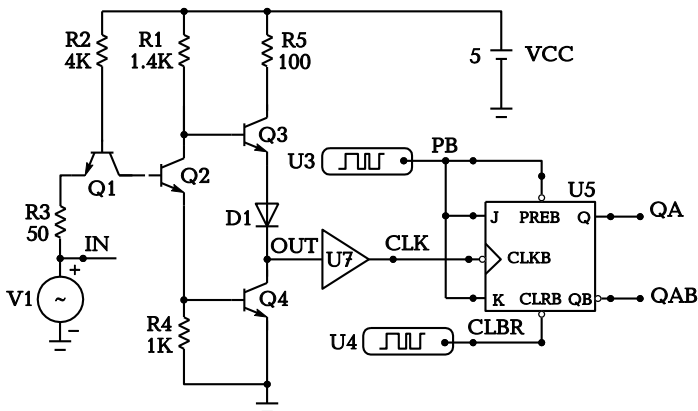 R2
4K
R1
1.4K
R5
100
5
VCC
Q3
U3
PB
Q1
Q2
U5
R3
50
D1
J
PREB
Q
QA
IN
OUT
U7
CLK
CLKB
+
V1
~
−
Q4
K
CLRB
QB
QAB
R4
1K
U4
CLBR